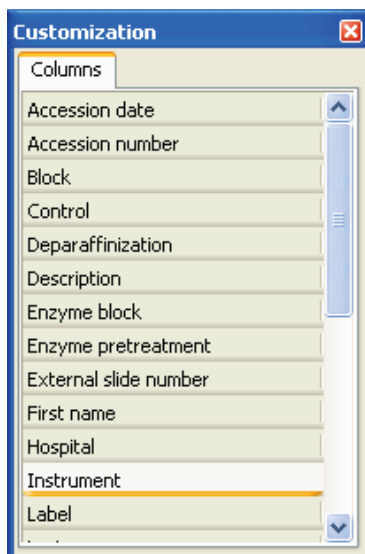 Customization
Columns
Accession date
Accession number
Block
Control
Deparaffinization
Description
Enzyme block
Enzyme pretreatment
External slide number
First name
Hospital
Instrument
Label